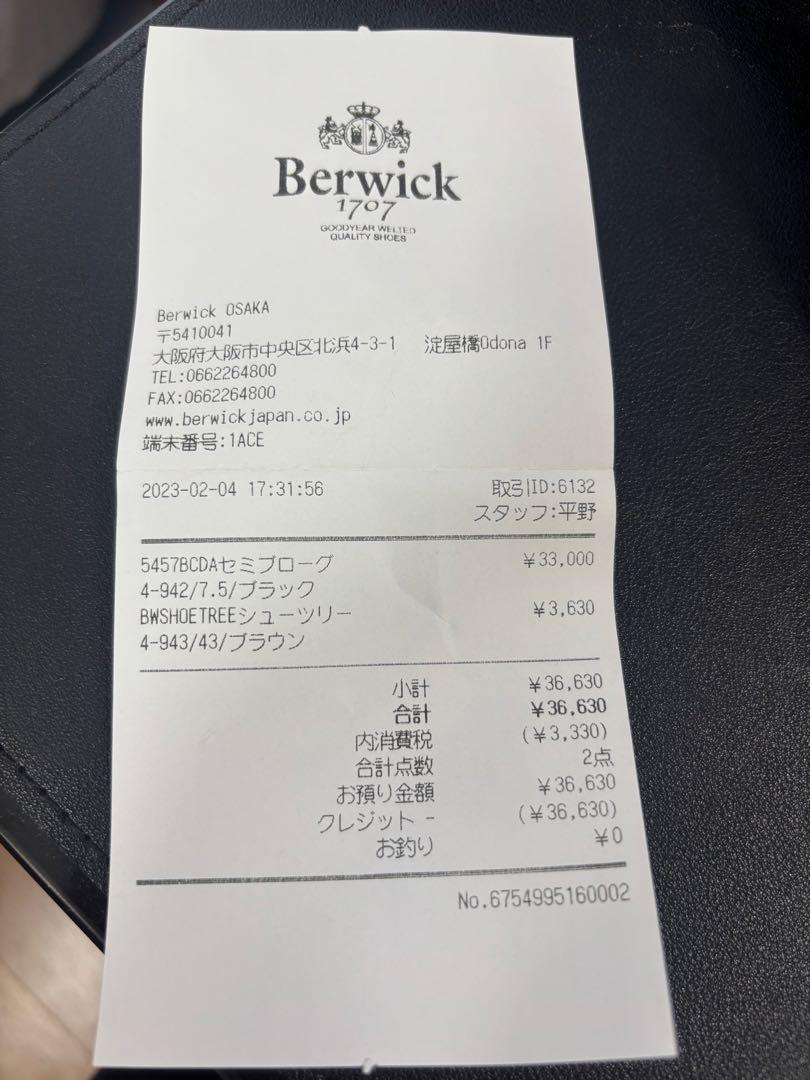 Berwick
1707
GOODYEAR WELTED
QUALITY SHOES
Berwick OSAKA
〒5410041
大阪府大阪市中央区北浜4-3-1 淀屋橋Odona 1F
TEL:0662264800
FAX:0662264800
www.berwickjapan.co.jp
端末番号:1ACE
2023-02-04 17:31:56 取引ID:6132
スタッフ:平野
5457BCDAセミブローグ ¥33,000
4-942/7.5/ブラック
BWSHOETREEシューツリー ¥3,630
4-943/43/ブラウン
小計 ¥36,630
合計 ¥36,630
内消費税 (¥3,330)
合計点数 2点
お預り金額 ¥36,630
クレジット - (¥36,630)
お釣り ¥0
No.6754995160002